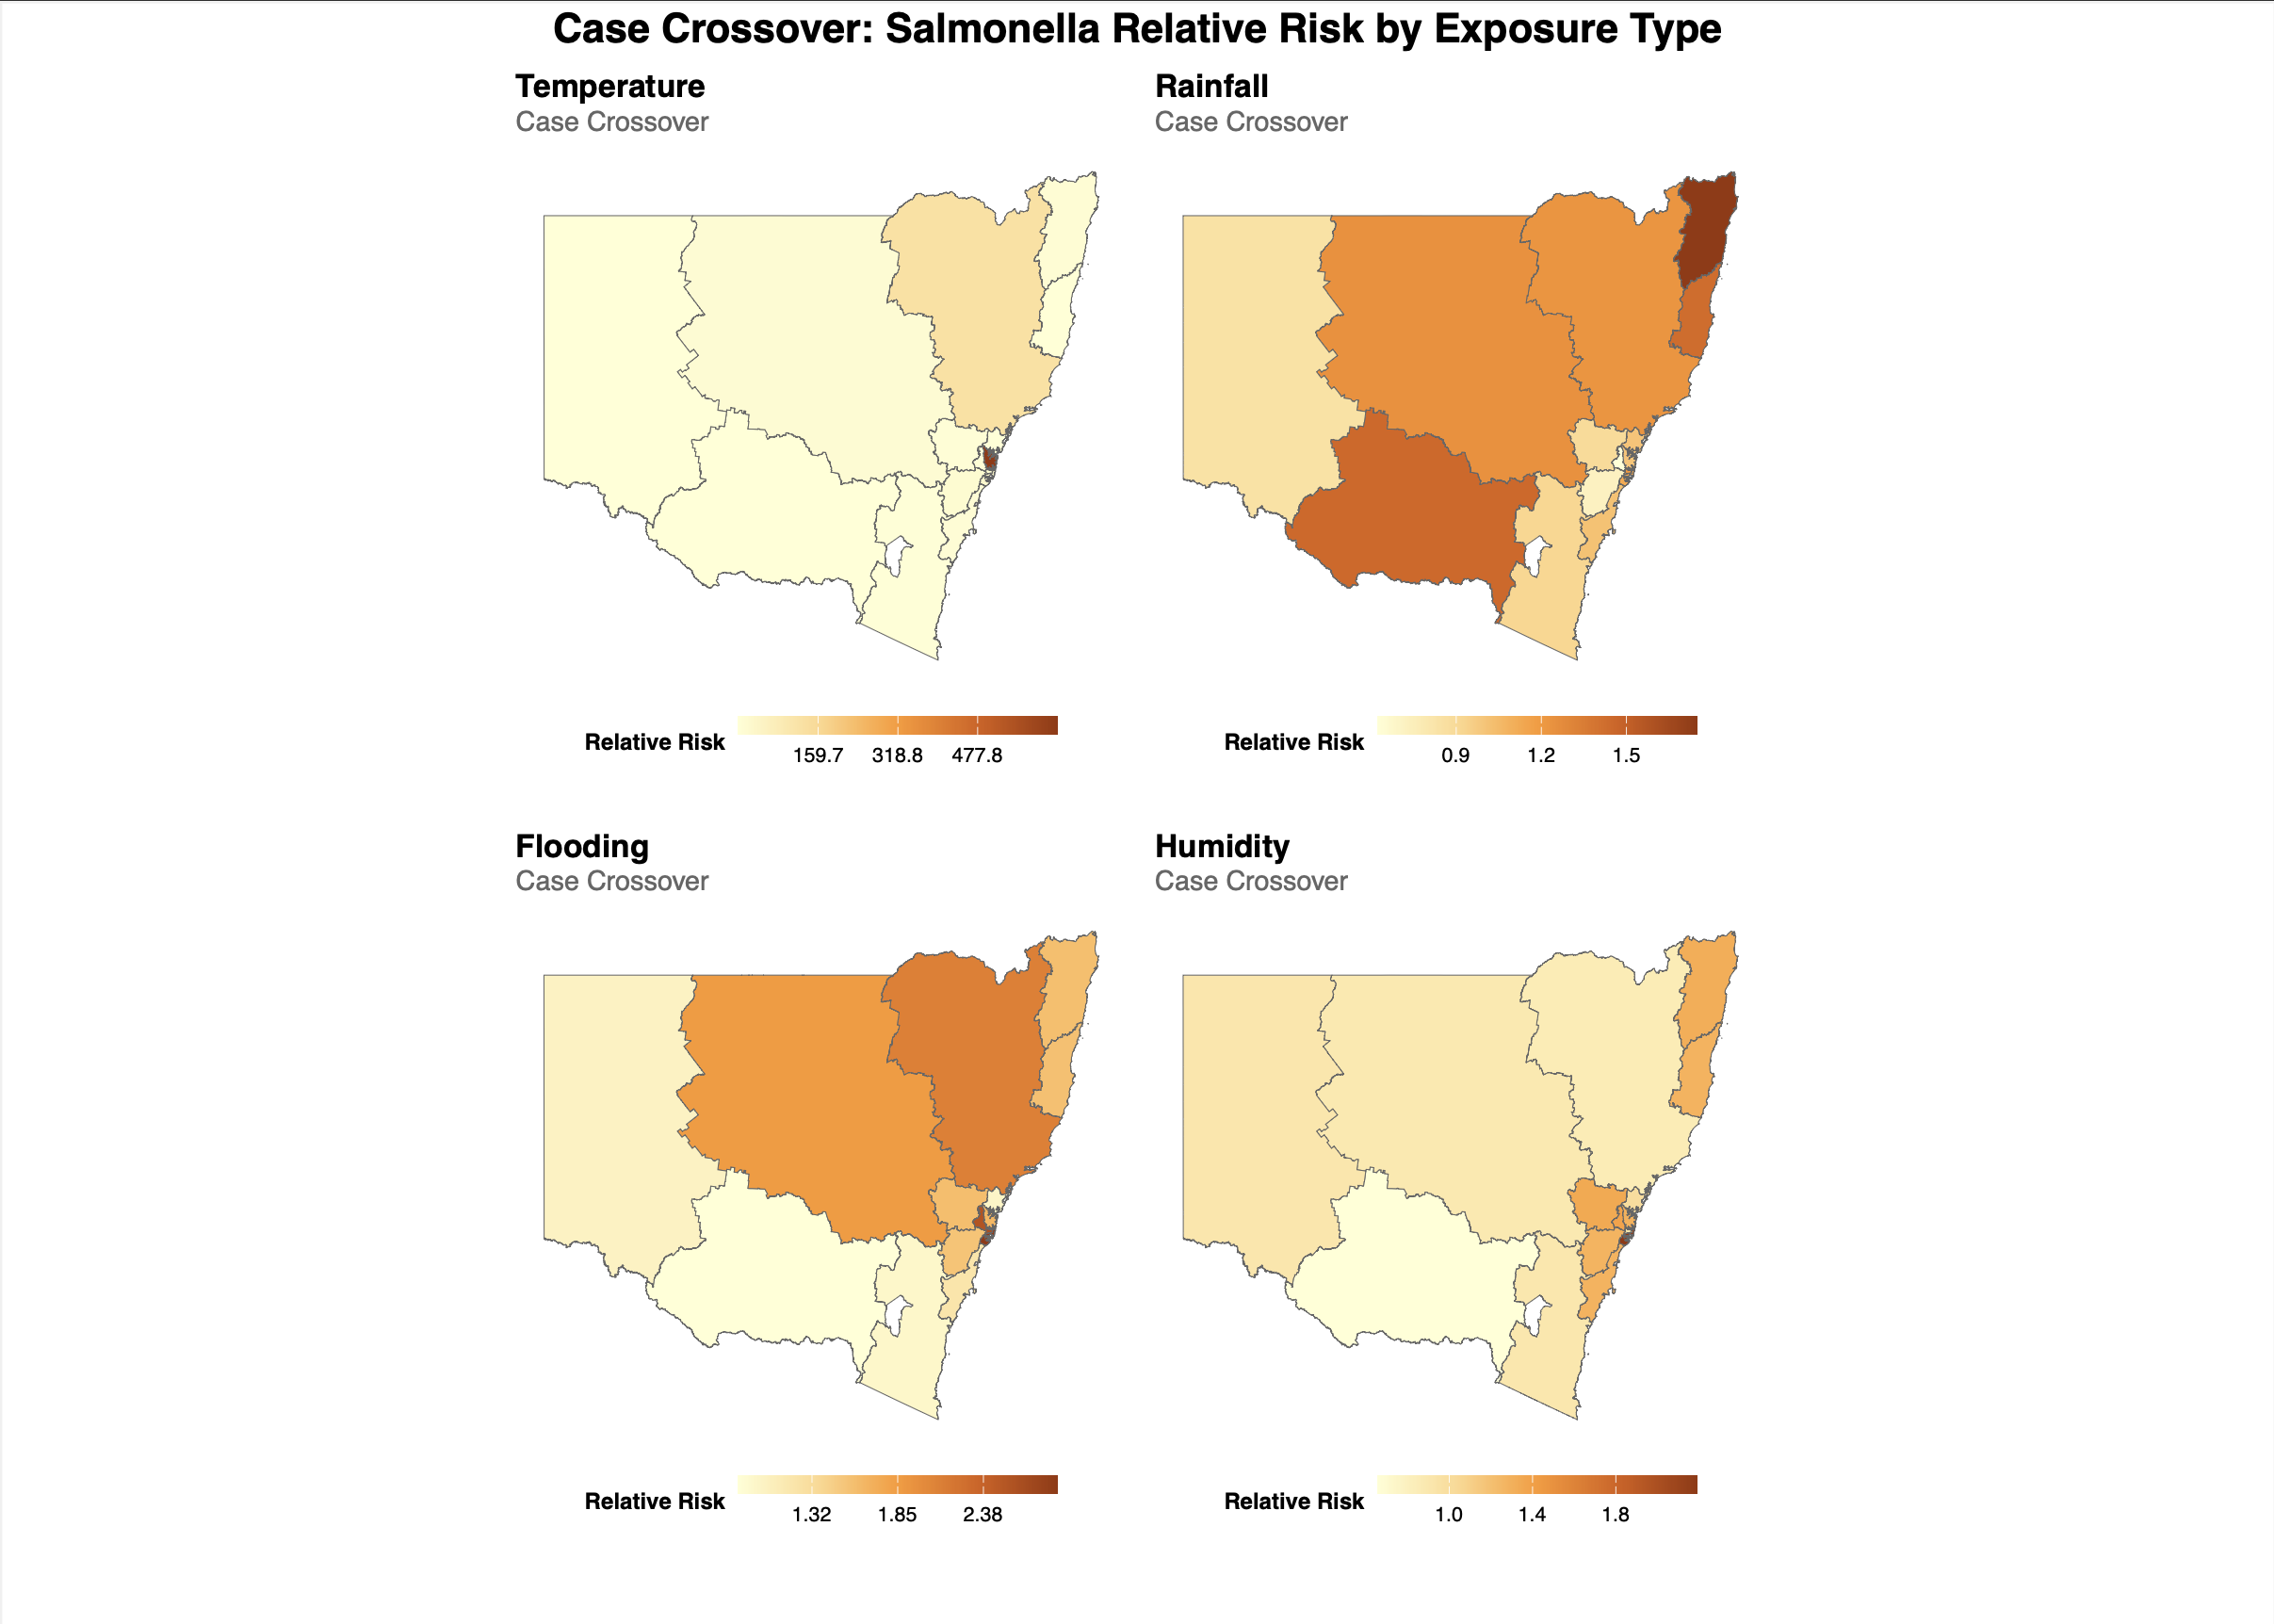 Case Crossover: Salmonella Relative Risk by Exposure Type
Temperature
Case Crossover
Relative Risk
159.7 318.8 477.8
Rainfall
Case Crossover
Relative Risk
0.9 1.2 1.5
Flooding
Case Crossover
Relative Risk
1.32 1.85 2.38
Humidity
Case Crossover
Relative Risk
1.0 1.4 1.8